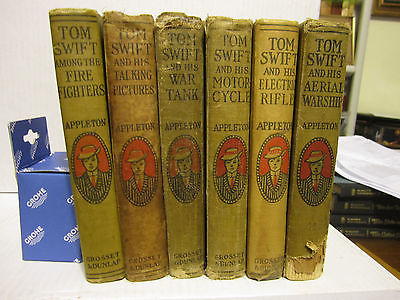 TOM
SWIFT
AMONG THE
FIRE
FIGHTERS
APPLETON
GROSSET
& DUNLAP
TOM
SWIFT
AND HIS
TALKING
PICTURES
APPLETON
GROSSET
& DUNLAP
TOM
SWIFT
AND HIS
WAR
TANK
APPLETON
GROSSET
& DUNLAP
TOM
SWIFT
AND HIS
MOTOR
CYCLE
APPLETON
GROSSET
& DUNLAP
TOM
SWIFT
AND HIS
ELECTRIC
RIFLE
APPLETON
GROSSET
& DUNLAP
TOM
SWIFT
AND HIS
AERIAL
WARSHIP
APPLETON
GROHE
GROHE